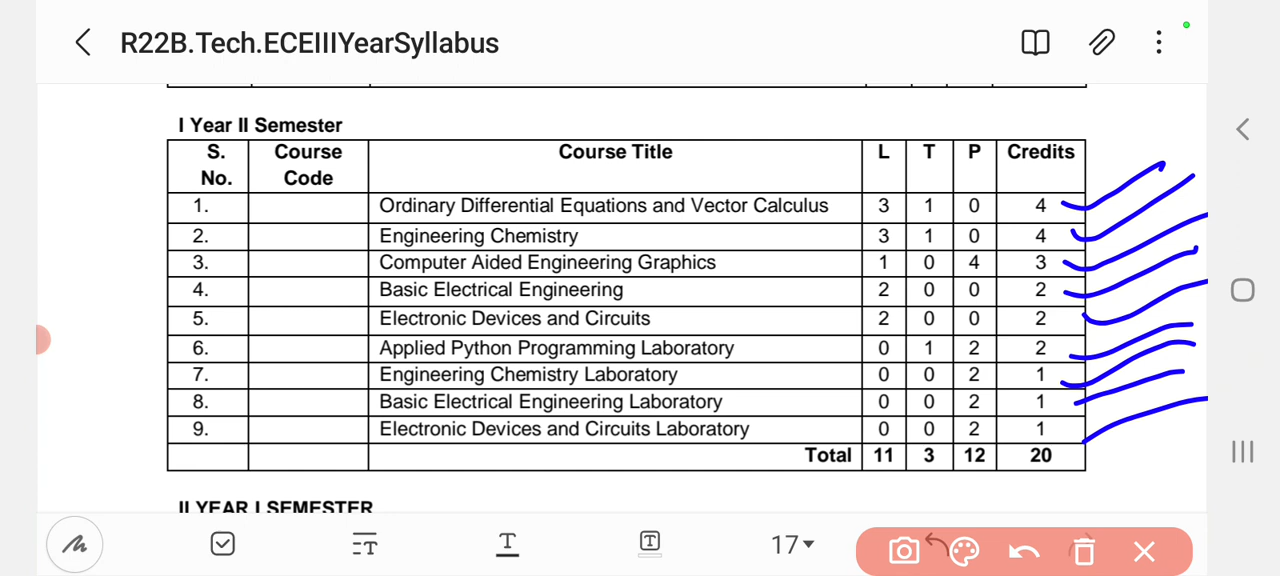 R22B.Tech.ECEIIIYearSyllabus
I Year II Semester
S. No. Course Code Course Title L T P Credits
1. Ordinary Differential Equations and Vector Calculus 3 1 0 4
2. Engineering Chemistry 3 1 0 4
3. Computer Aided Engineering Graphics 1 0 4 3
4. Basic Electrical Engineering 2 0 0 2
5. Electronic Devices and Circuits 2 0 0 2
6. Applied Python Programming Laboratory 0 1 2 2
7. Engineering Chemistry Laboratory 0 0 2 1
8. Basic Electrical Engineering Laboratory 0 0 2 1
9. Electronic Devices and Circuits Laboratory 0 0 2 1
Total 11 3 12 20
II YEAR I SEMESTER
17